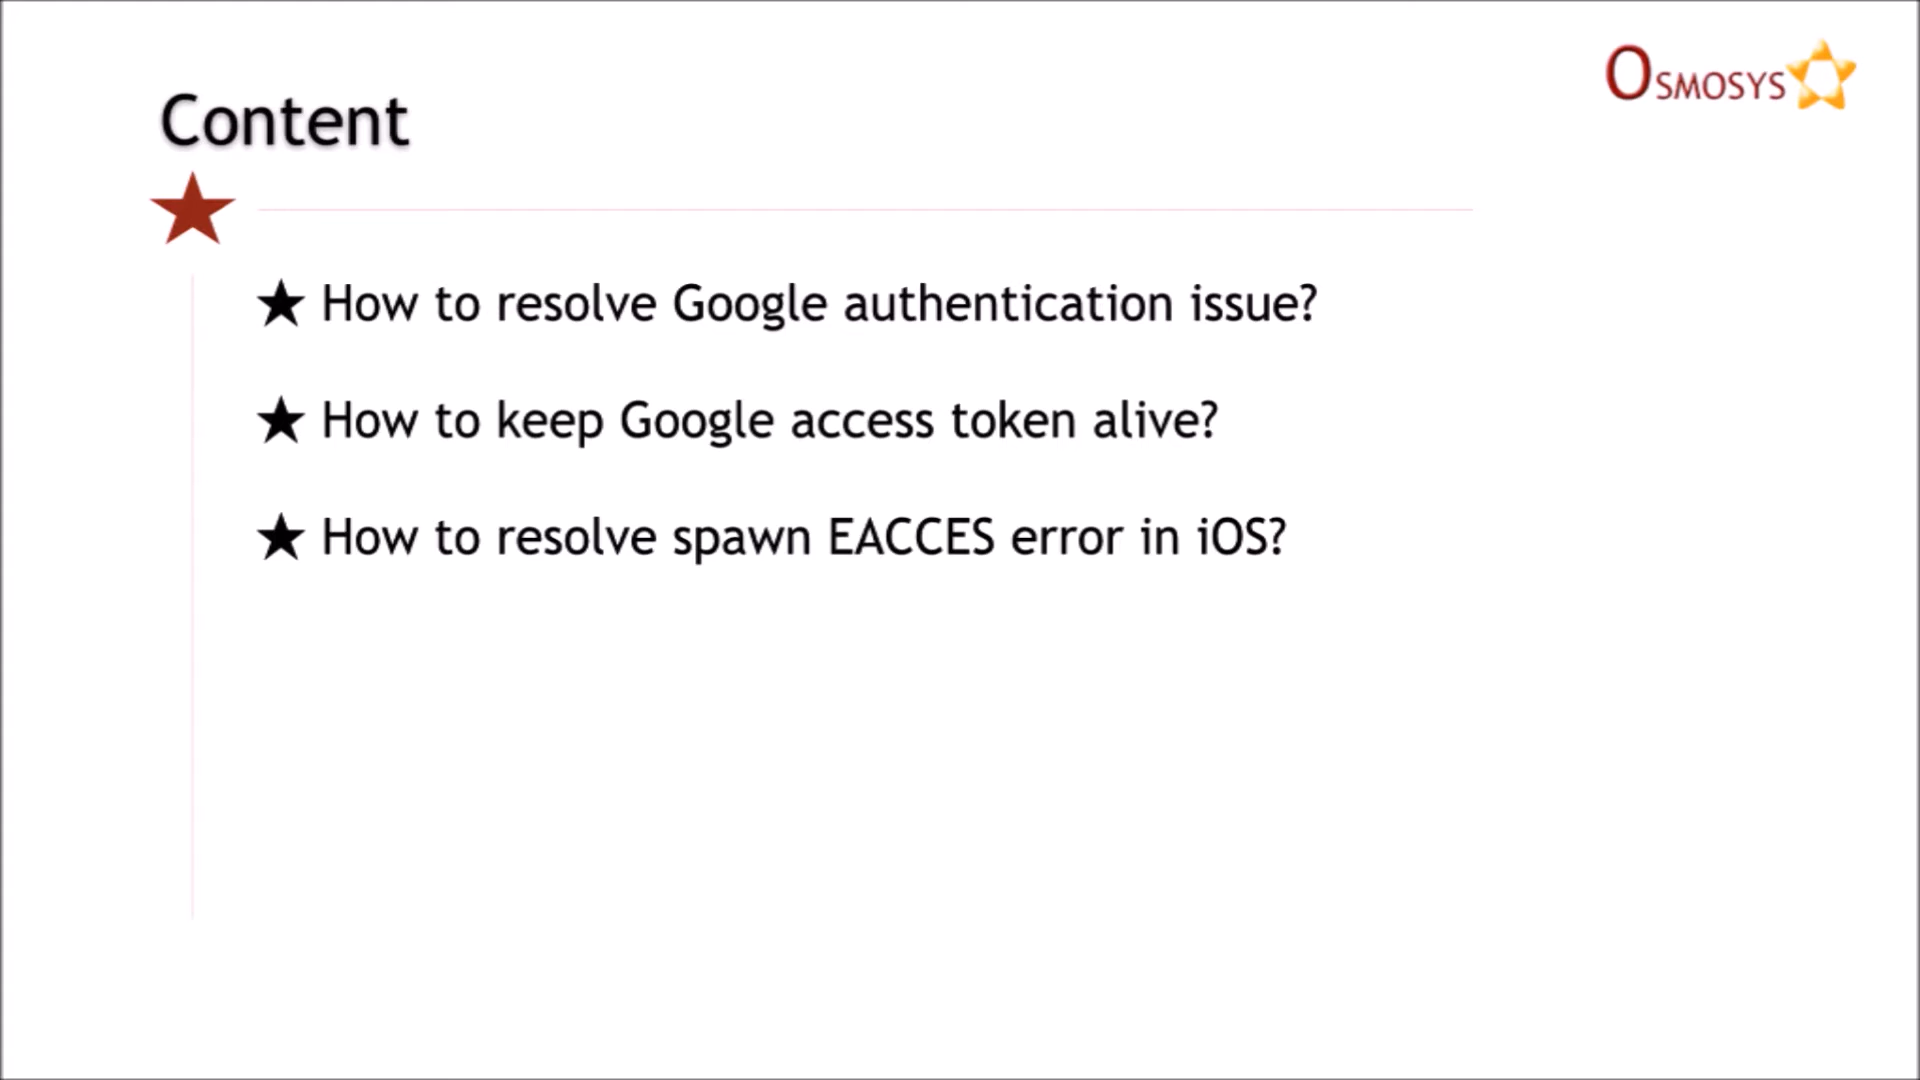 OSMOSYS
Content
How to resolve Google authentication issue?
How to keep Google access token alive?
How to resolve spawn EACCES error in iOS?